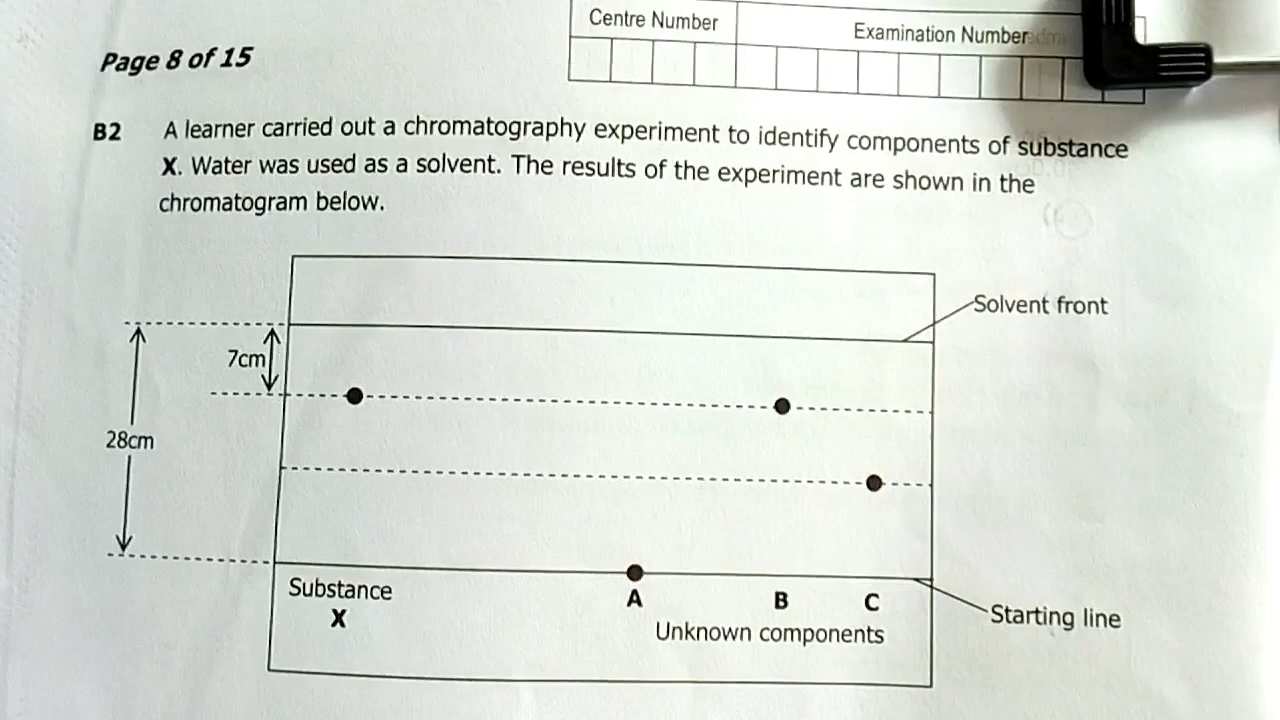 Centre Number Examination Number
Page 8 of 15
B2 A learner carried out a chromatography experiment to identify components of substance
X. Water was used as a solvent. The results of the experiment are shown in the
chromatogram below.
Solvent front
7cm
28cm
Substance
X
A B C
Unknown components
Starting line